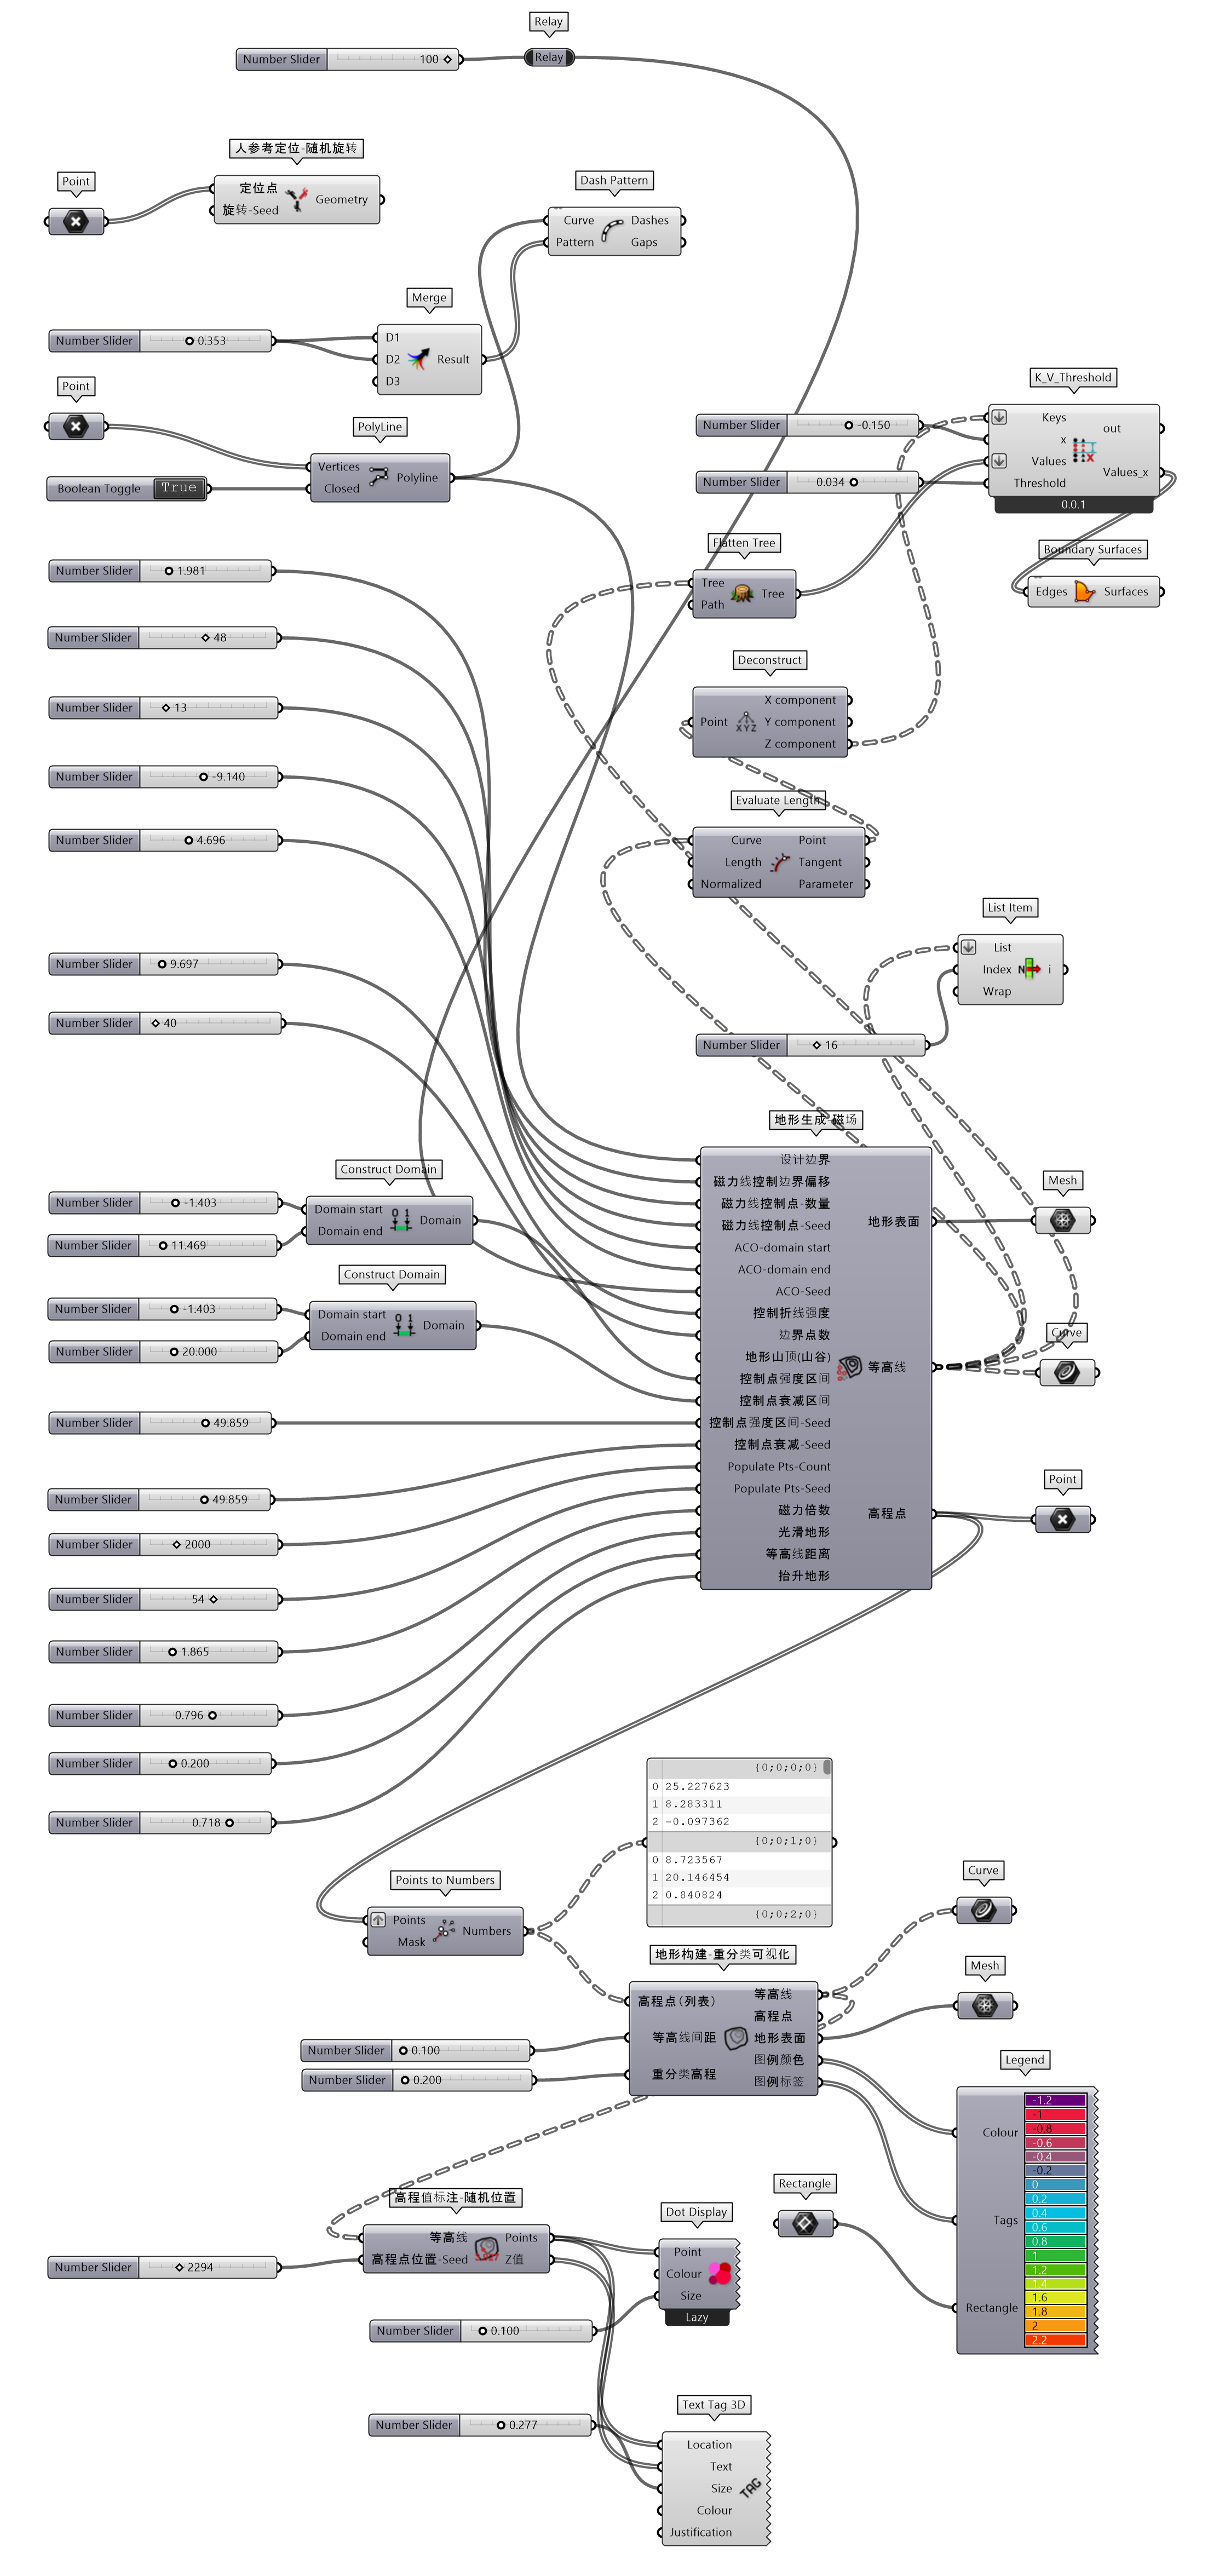 Relay
Number Slider 100
Relay
人参考定位-随机旋转
Point
定位点
旋转-Seed
Geometry
Dash Pattern
Curve
Pattern
Dashes
Gaps
Merge
Number Slider 0.353
D1
D2
D3
Result
Point
PolyLine
Vertices
Closed
Polyline
Boolean Toggle True
K_V_Threshold
Number Slider -0.150
Number Slider 0.034
Keys
x
Values
Threshold
out
Values_x
0.0.1
Boundary Surfaces
Edges
Surfaces
Flatten Tree
Tree
Path
Tree
Number Slider 1.981
Number Slider 48
Number Slider 13
Number Slider -9.140
Number Slider 4.696
Number Slider 9.697
Number Slider 40
Deconstruct
Point
XYZ
X component
Y component
Z component
Evaluate Length
Curve
Length
Normalized
Point
Tangent
Parameter
List Item
List
Index
Wrap
N
i
Number Slider 16
地形生成-磁场
设计边界
磁力线控制边界偏移
磁力线控制点-数量
磁力线控制点-Seed
ACO-domain start
ACO-domain end
ACO-Seed
控制折线强度
边界点数
地形山顶(山谷)
控制点强度区间
控制点衰减区间
控制点强度区间-Seed
控制点衰减-Seed
Populate Pts-Count
Populate Pts-Seed
磁力倍数
光滑地形
等高线距离
抬升地形
地形表面
等高线
高程点
Mesh
Curve
Point
Construct Domain
Number Slider -1.403
Number Slider 11.469
Domain start
Domain end
0 1
Domain
Construct Domain
Number Slider -1.403
Number Slider 20.000
Domain start
Domain end
0 1
Domain
Number Slider 49.859
Number Slider 49.859
Number Slider 2000
Number Slider 54
Number Slider 1.865
Number Slider 0.796
Number Slider 0.200
Number Slider 0.718
{0;0;0;0}
0 25.227623
1 8.283311
2 -0.097362
{0;0;1;0}
0 8.723567
1 20.146454
2 0.840824
{0;0;2;0}
Points to Numbers
Points
Mask
Numbers
Curve
Mesh
地形构建-重分类可视化
高程点(列表)
等高线间距
重分类高程
等高线
高程点
地形表面
图例颜色
图例标签
Number Slider 0.100
Number Slider 0.200
Legend
Colour
Tags
Rectangle
-1.2
-1
-0.8
-0.6
-0.4
-0.2
0
0.2
0.4
0.6
0.8
1
1.2
1.4
1.6
1.8
2
2.2
Rectangle
高程值标注-随机位置
等高线
高程点位置-Seed
Points
Z值
Number Slider 2294
Dot Display
Point
Colour
Size
Lazy
Number Slider 0.100
Text Tag 3D
Number Slider 0.277
Location
Text
Size
Colour
Justification
TAG